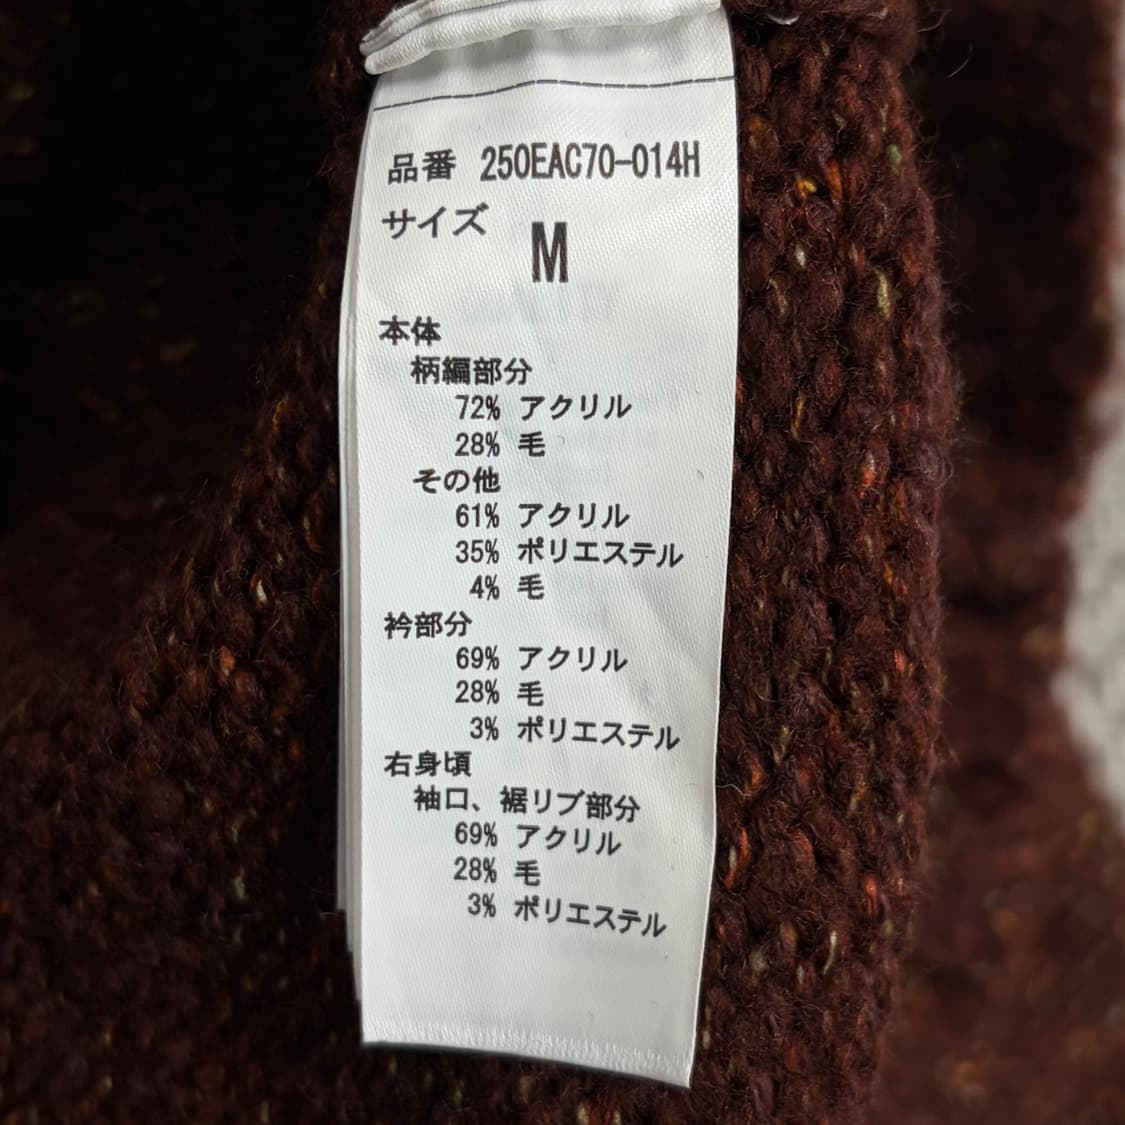 品番 250EAC70-014H
サイズ M
本体
柄編部分
72% アクリル
28% 毛
その他
61% アクリル
35% ポリエステル
4% 毛
衿部分
69% アクリル
28% 毛
3% ポリエステル
右身頃
袖口、裾リブ部分
69% アクリル
28% 毛
3% ポリエステル